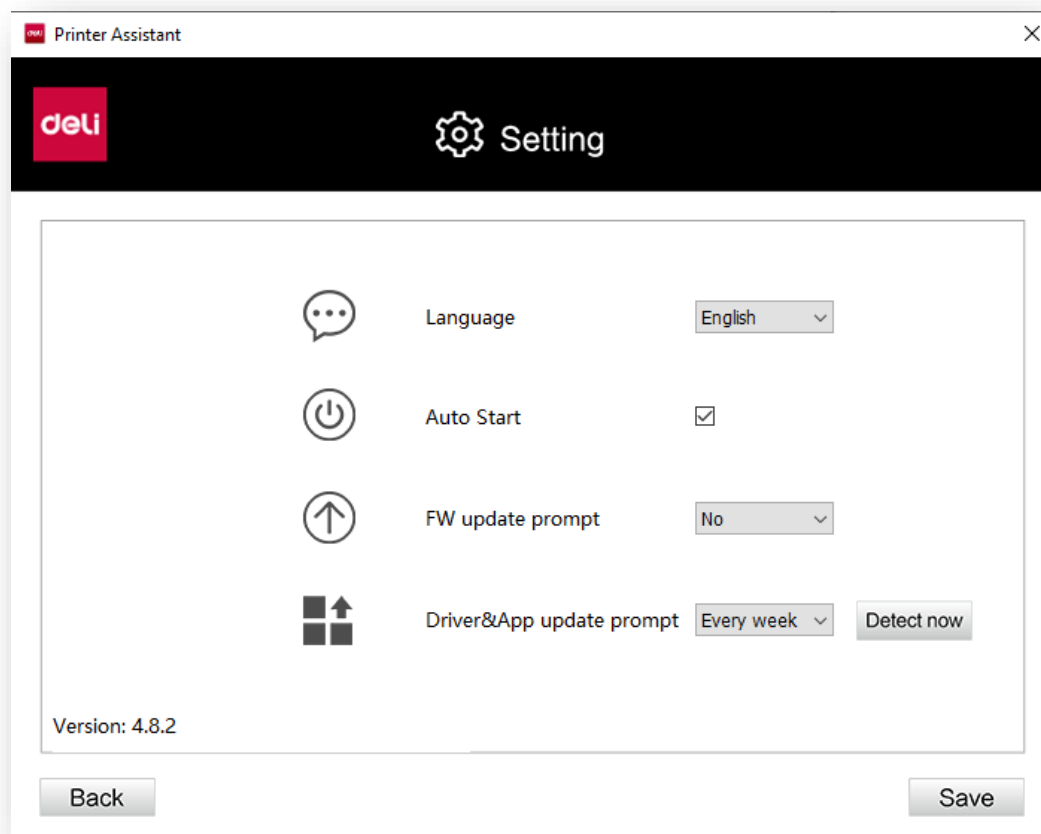 deli Printer Assistant
deli
Setting
Language English
Auto Start
FW update prompt No
Driver&App update prompt Every week Detect now
Version: 4.8.2
Back Save